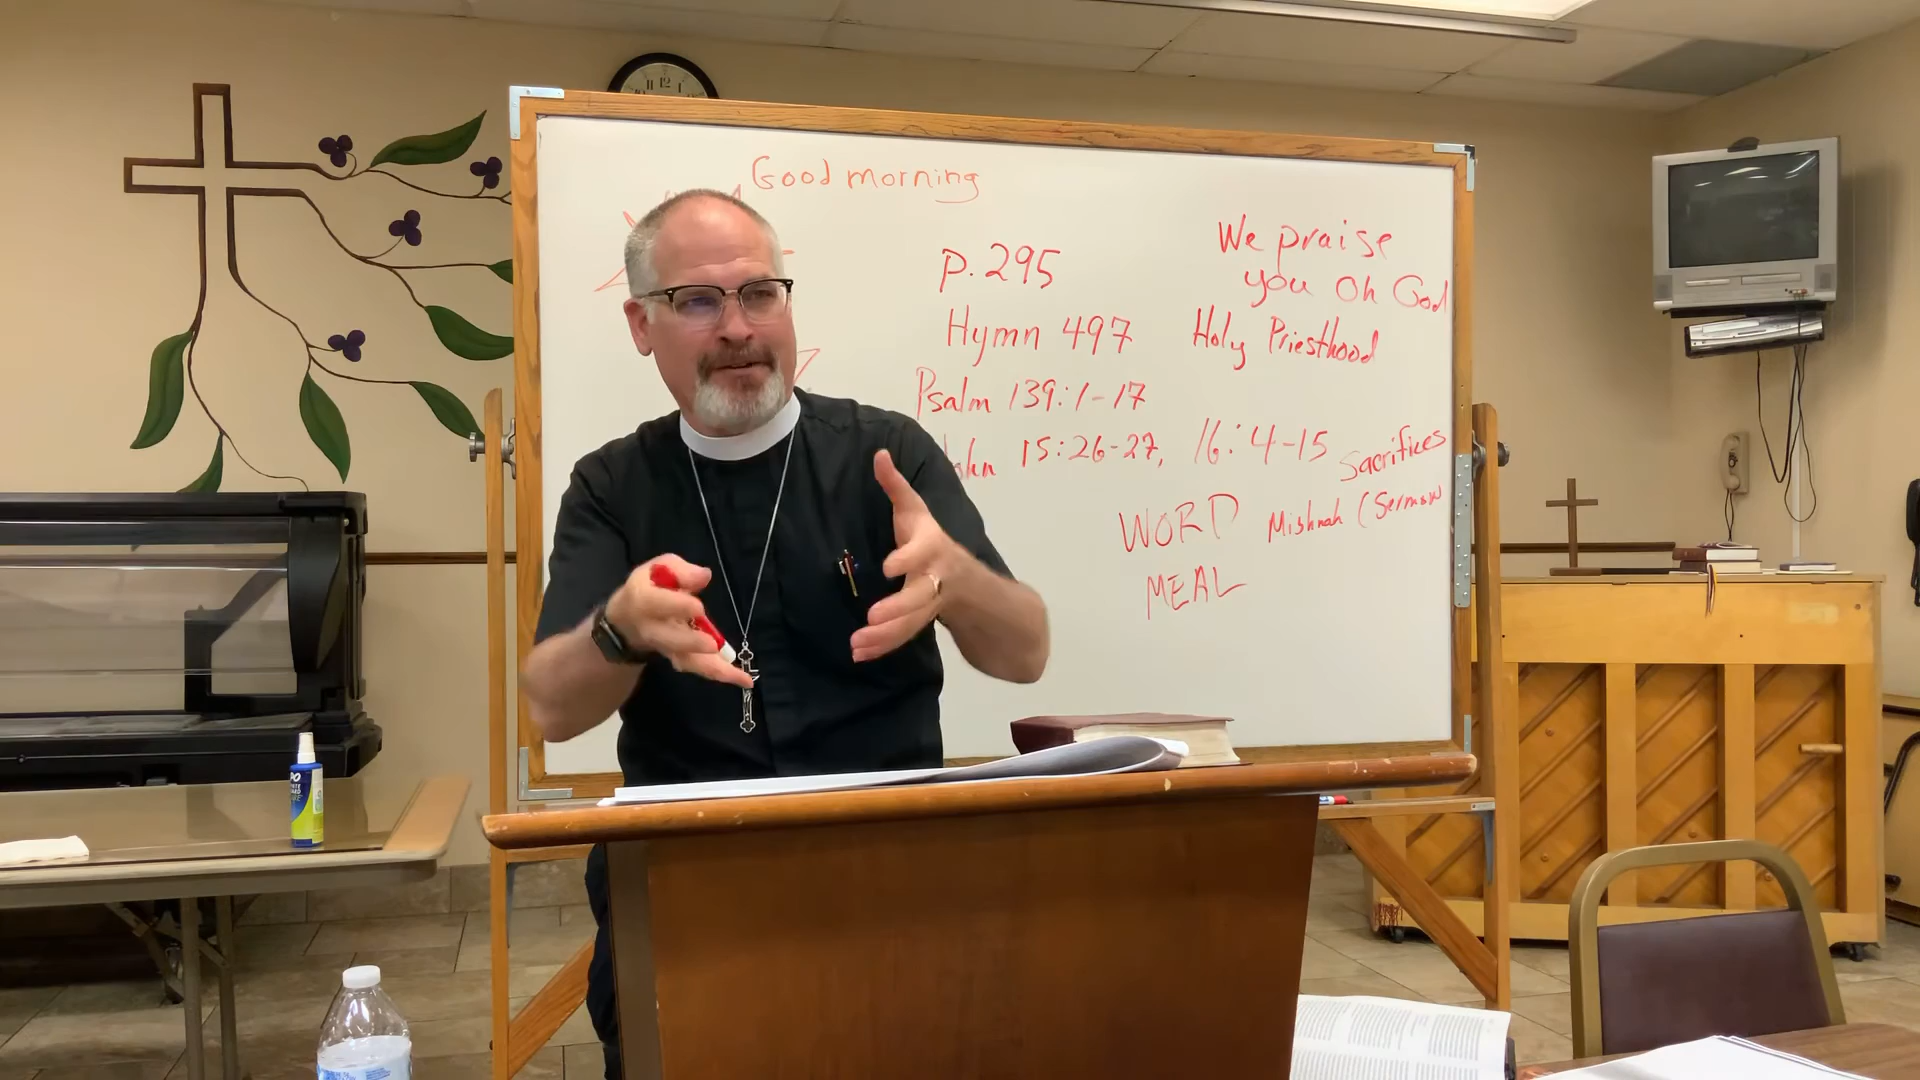 Good morning
p. 295
We praise
you Oh God
Hymn 497
Holy Priesthood
Psalm 139:1-17
15:26-27, 16:4-15
Sacrifices
WORD
Mishnah (Sermon
MEAL
12